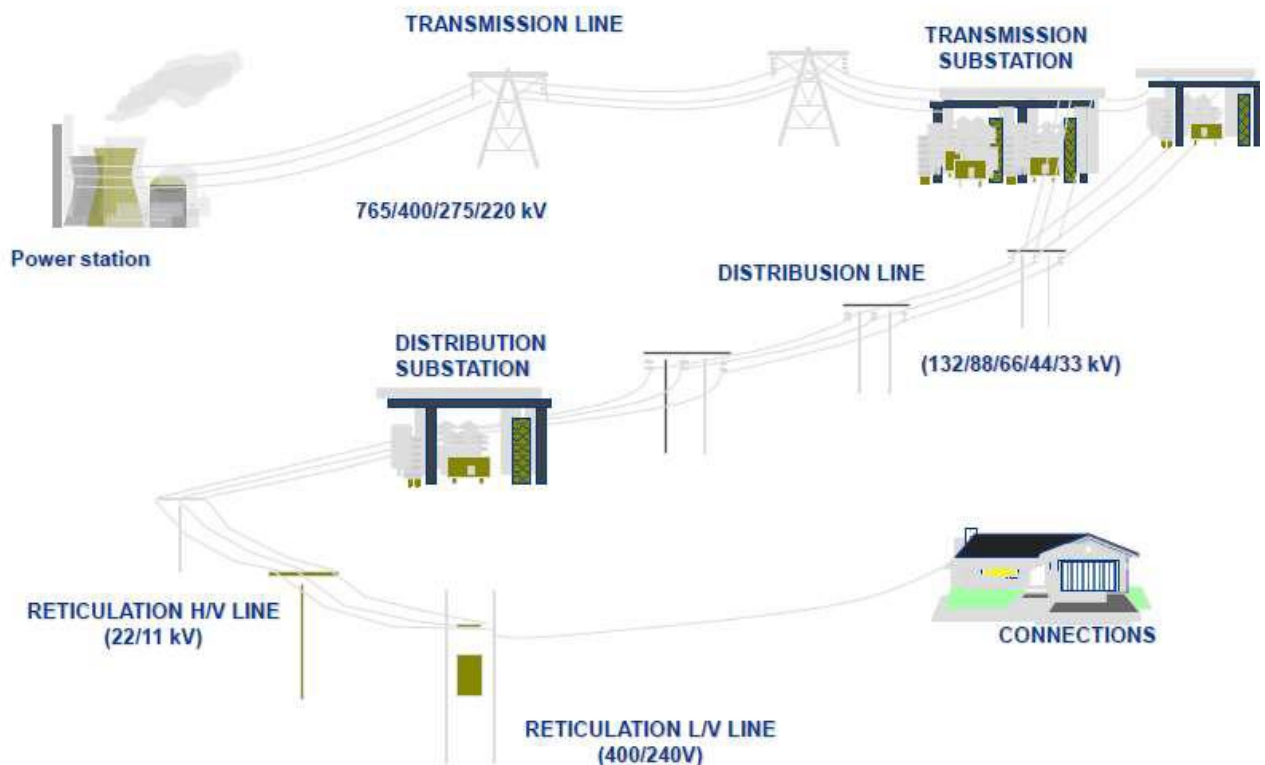 TRANSMISSION LINE
TRANSMISSION
SUBSTATION
765/400/275/220 kV
Power station
DISTRIBUSION LINE
DISTRIBUTION
SUBSTATION
(132/88/66/44/33 kV)
RETICULATION H/V LINE
(22/11 kV)
CONNECTIONS
RETICULATION L/V LINE
(400/240V)